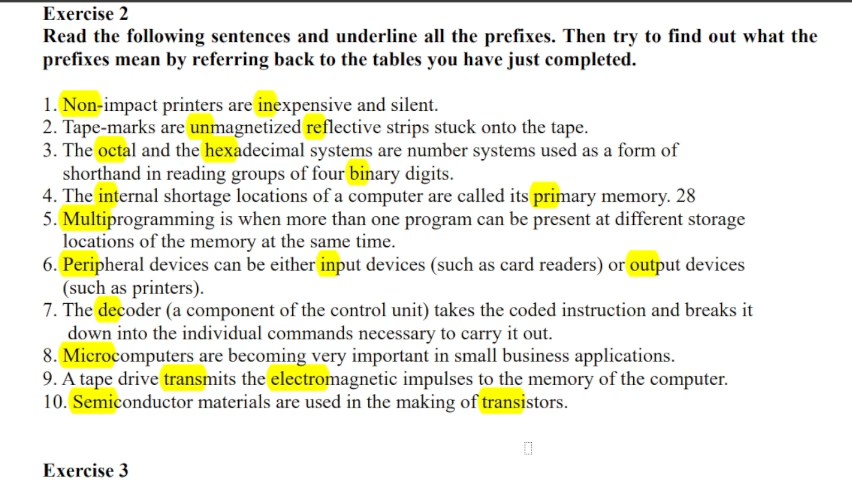 Exercise 2
Read the following sentences and underline all the prefixes. Then try to find out what the
prefixes mean by referring back to the tables you have just completed.
1. Non-impact printers are inexpensive and silent.
2. Tape-marks are unmagnetized reflective strips stuck onto the tape.
3. The octal and the hexadecimal systems are number systems used as a form of
shorthand in reading groups of four binary digits.
4. The internal shortage locations of a computer are called its primary memory. 28
5. Multiprogramming is when more than one program can be present at different storage
locations of the memory at the same time.
6. Peripheral devices can be either input devices (such as card readers) or output devices
(such as printers).
7. The decoder (a component of the control unit) takes the coded instruction and breaks it
down into the individual commands necessary to carry it out.
8. Microcomputers are becoming very important in small business applications.
9. A tape drive transmits the electromagnetic impulses to the memory of the computer.
10. Semiconductor materials are used in the making of transistors.
Exercise 3